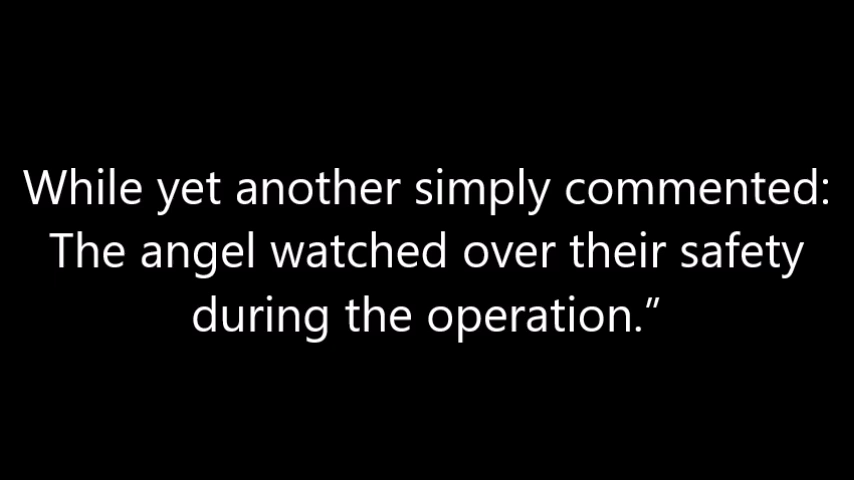 While yet another simply commented:
The angel watched over their safety
during the operation.”